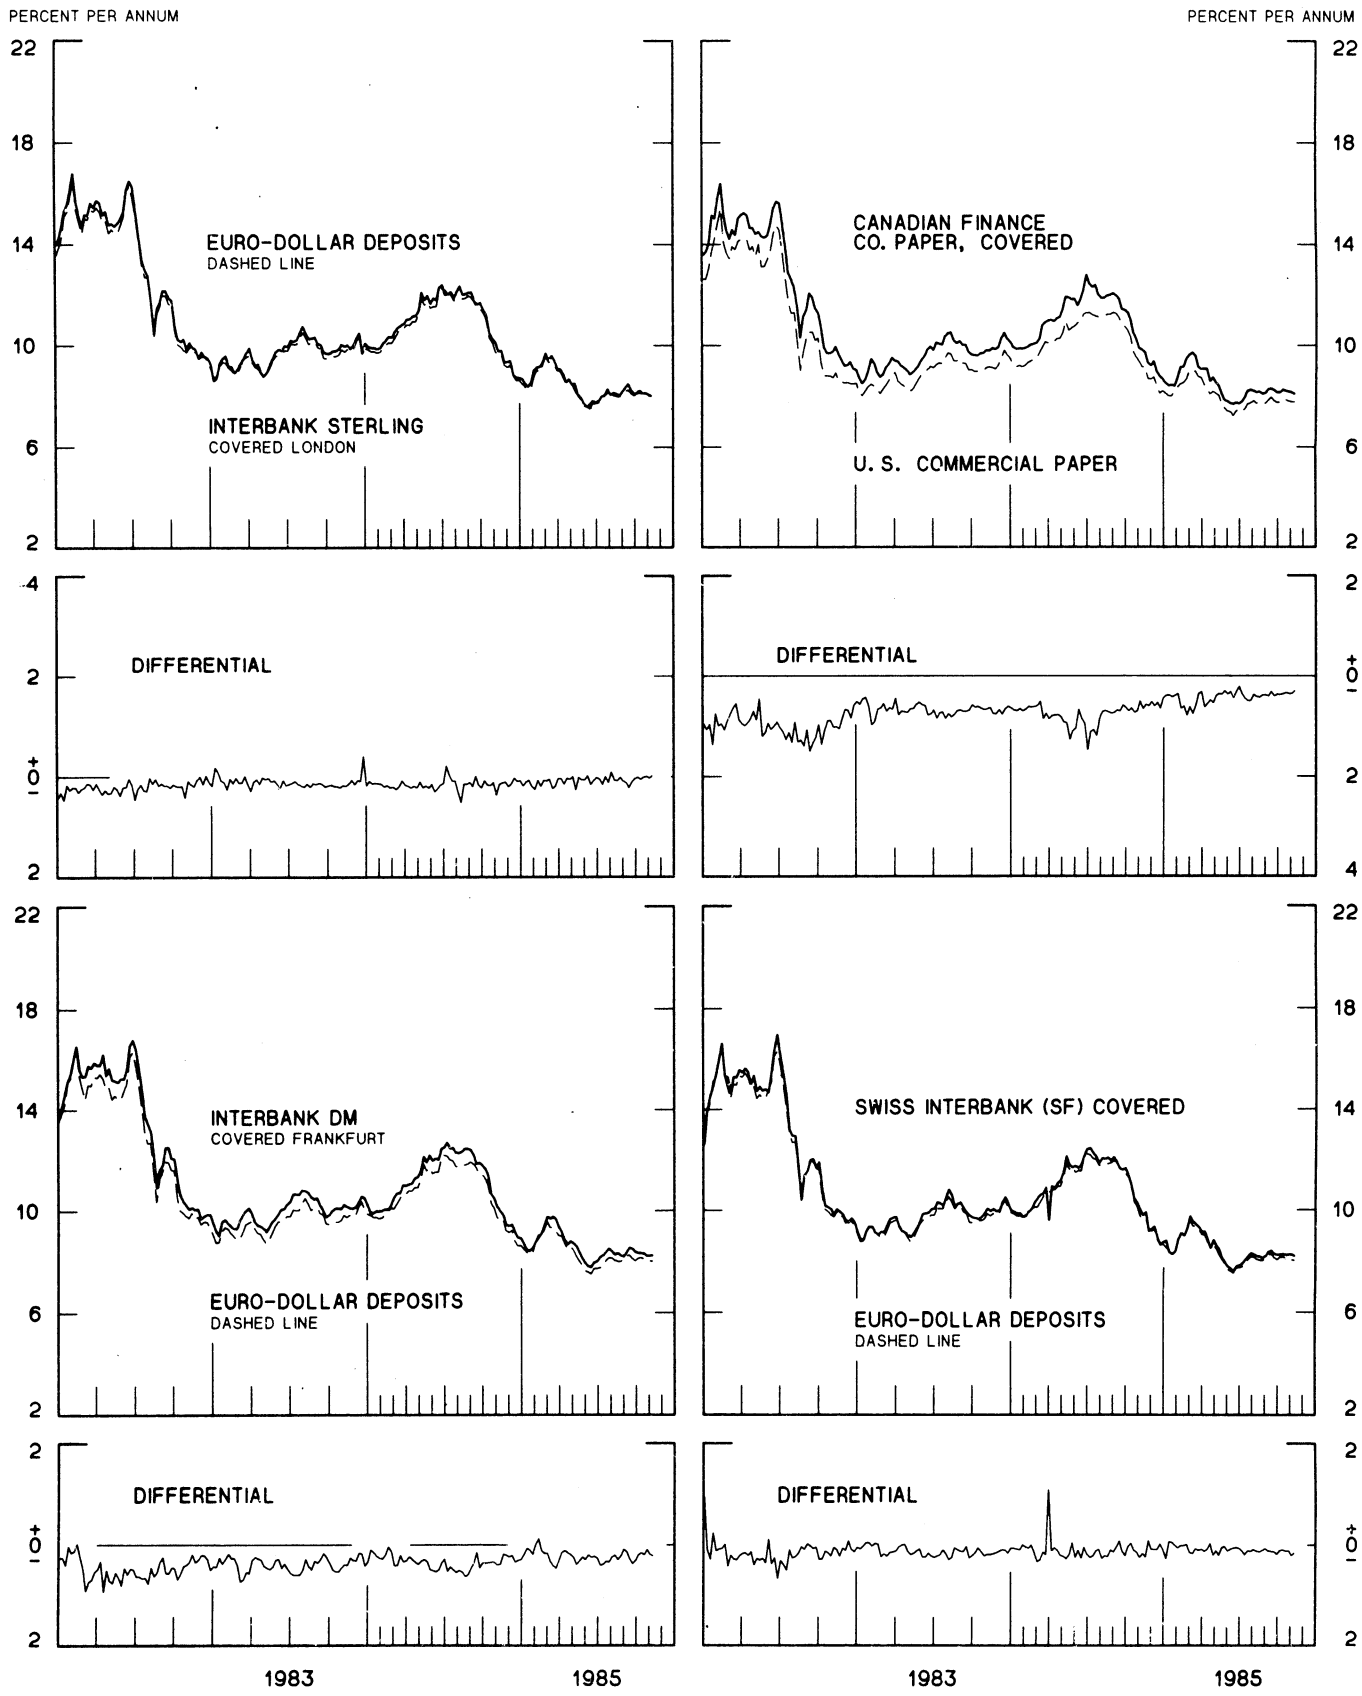 PERCENT PER ANNUM
PERCENT PER ANNUM
22
18
14
10
6
2
EURO-DOLLAR DEPOSITS
DASHED LINE
INTERBANK STERLING
COVERED LONDON
22
18
14
10
6
2
CANADIAN FINANCE
CO. PAPER, COVERED
U.S. COMMERCIAL PAPER
4
2
+
0
−
2
DIFFERENTIAL
2
+
0
−
2
4
DIFFERENTIAL
22
18
14
10
6
2
INTERBANK DM
COVERED FRANKFURT
EURO-DOLLAR DEPOSITS
DASHED LINE
22
18
14
10
6
2
SWISS INTERBANK (SF) COVERED
EURO-DOLLAR DEPOSITS
DASHED LINE
2
+
0
−
2
DIFFERENTIAL
2
+
0
−
2
DIFFERENTIAL
1983
1985
1983
1985